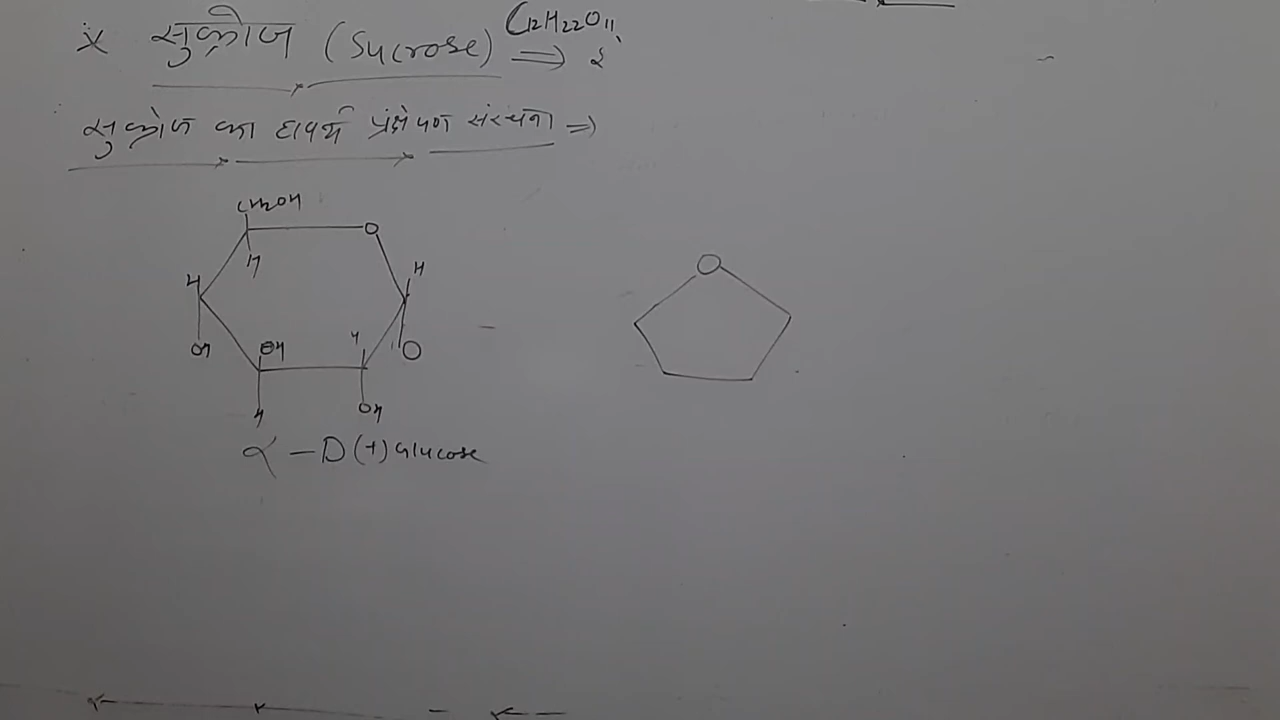 × सुक्रोज (Sucrose) C12H22O11 ⇒
सुक्रोज का हावर्थ प्रक्षेपण संरचना ⇒
CH2OH
O
H
H
H
OH
OH
H
O
H
OH
O
α – D (+) Glucose